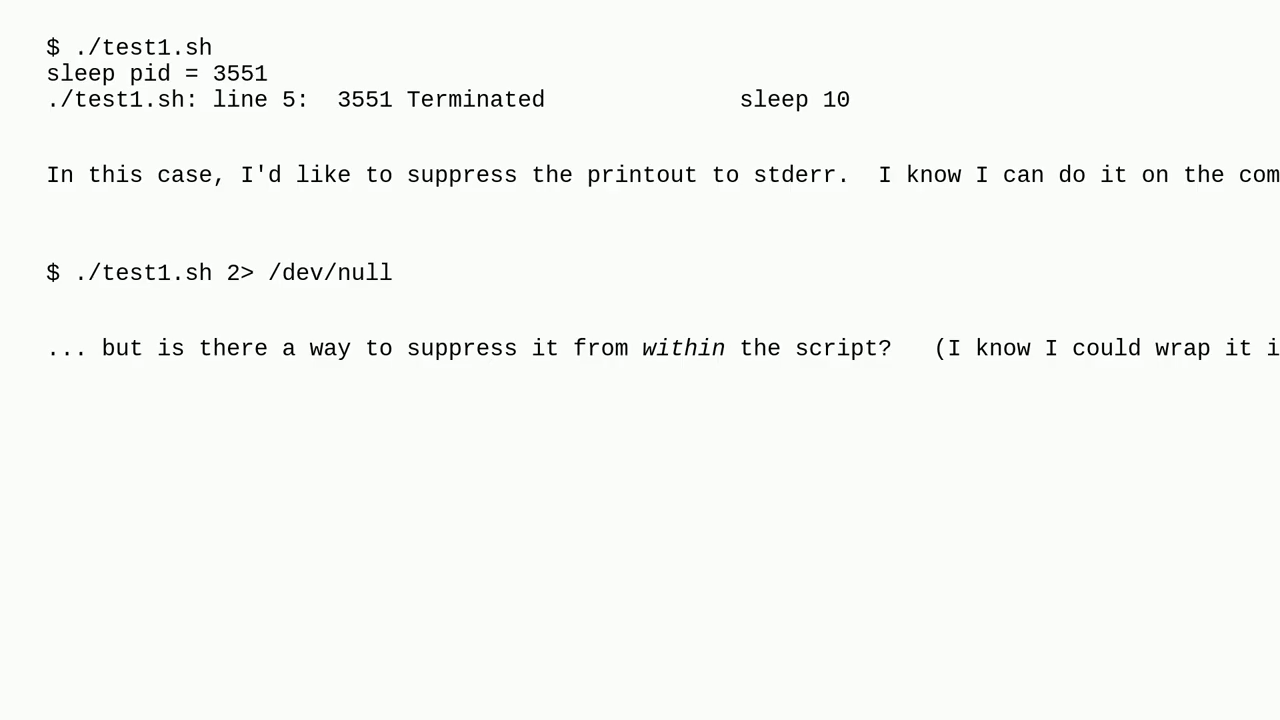 $ ./test1.sh
sleep pid = 3551
./test1.sh: line 5:  3551 Terminated              sleep 10
In this case, I'd like to suppress the printout to stderr.  I know I can do it on the com
$ ./test1.sh 2> /dev/null
... but is there a way to suppress it from within the script?   (I know I could wrap it i